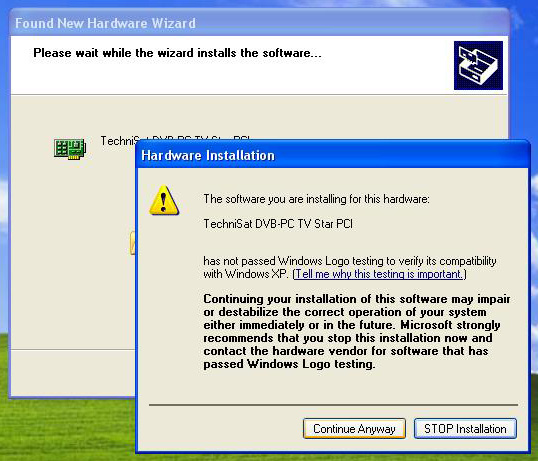 Found New Hardware Wizard
Please wait while the wizard installs the software...
TechniSat DVB-PC TV Star PCI
Hardware Installation
The software you are installing for this hardware:
TechniSat DVB-PC TV Star PCI
has not passed Windows Logo testing to verify its compatibility
with Windows XP. (Tell me why this testing is important.)
Continuing your installation of this software may impair
or destabilize the correct operation of your system
either immediately or in the future. Microsoft strongly
recommends that you stop this installation now and
contact the hardware vendor for software that has
passed Windows Logo testing.
Continue Anyway
STOP Installation